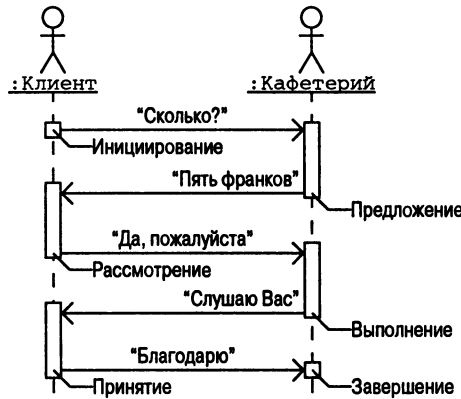 :Клиент
:Кафетерий
“Сколько?”
Инициирование
“Пять франков”
Предложение
“Да, пожалуйста”
Рассмотрение
“Слушаю Вас”
Выполнение
“Благодарю”
Принятие
Завершение